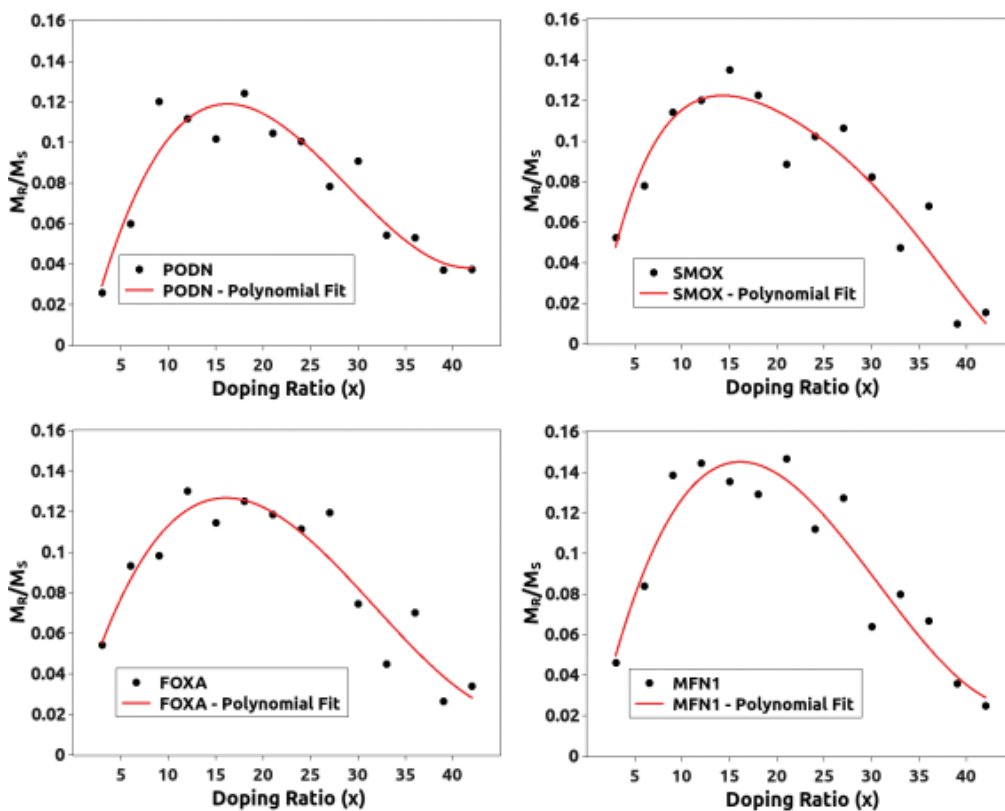 0.16
0.14
0.12
0.1
0.08
0.06
0.04
0.02
0
M_R/M_S
PODN
PODN - Polynomial Fit
5 10 15 20 25 30 35 40
Doping Ratio (x)
0.16
0.14
0.12
0.1
0.08
0.06
0.04
0.02
0
M_R/M_S
SMOX
SMOX - Polynomial Fit
5 10 15 20 25 30 35 40
Doping Ratio (x)
0.16
0.14
0.12
0.1
0.08
0.06
0.04
0.02
0
M_R/M_S
FOXA
FOXA - Polynomial Fit
5 10 15 20 25 30 35 40
Doping Ratio (x)
0.16
0.14
0.12
0.1
0.08
0.06
0.04
0.02
0
M_R/M_S
MFN1
MFN1 - Polynomial Fit
5 10 15 20 25 30 35 40
Doping Ratio (x)